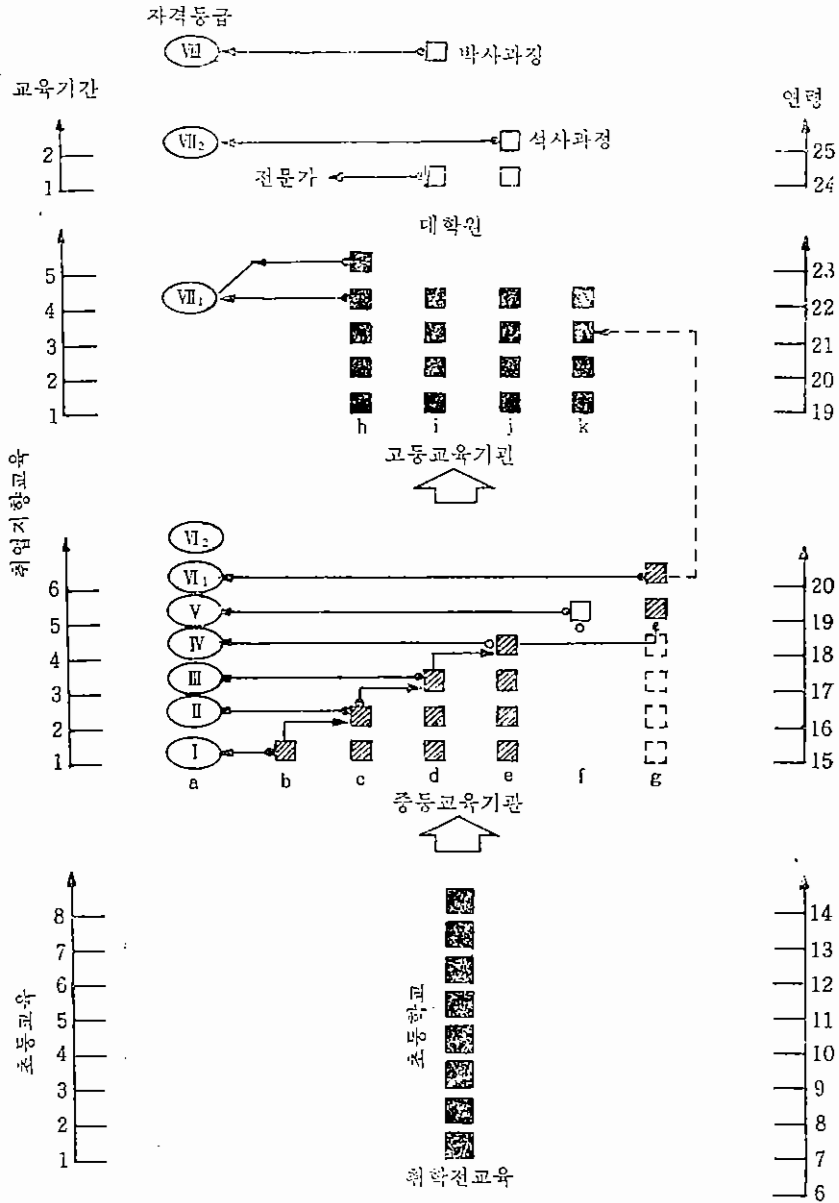 자격등급
Ⅷ 박사과정
교육기간 연령
Ⅶ₂ 석사과정
2 25
전문가
1 24
대학원
5 23
Ⅶ₁
4 22
3 21
2 20
1 19
h i j k
고등교육기관
취업지향교육
Ⅵ₂
Ⅵ₁
6 20
Ⅴ
5 19
Ⅳ
4 18
Ⅲ
3 17
Ⅱ
2 16
Ⅰ
1 15
a b c d e f g
중등교육기관
8 14
7 13
6 12
5 11
초등교육 초등학교
4 10
3 9
2 8
1 7
취학전교육
6